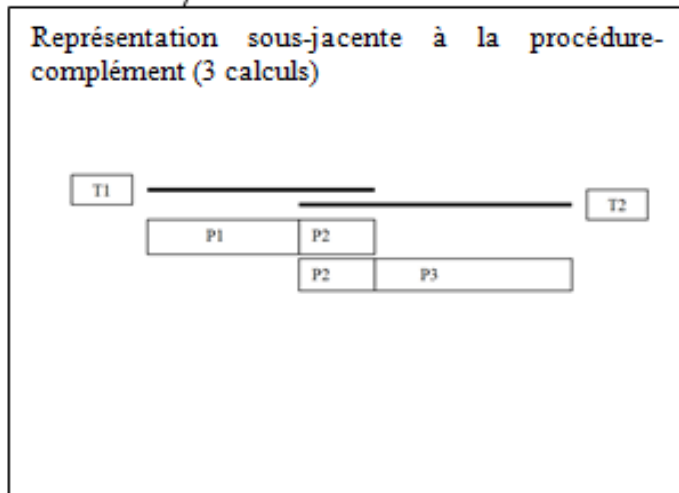 Représentation sous-jacente à la procédure-
complément (3 calculs)
T1
T2
P1 P2
P2 P3